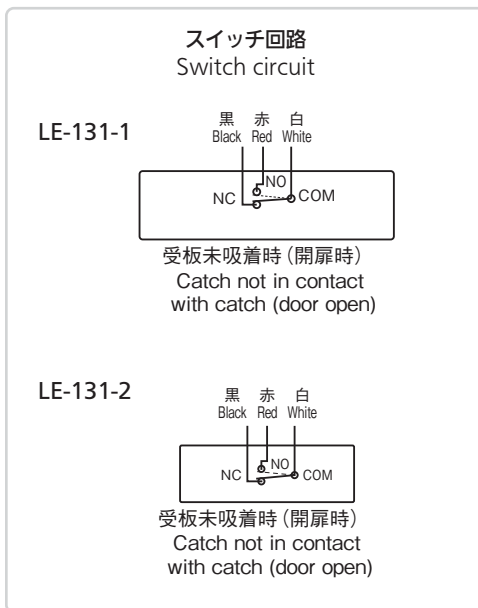 スイッチ回路
Switch circuit
LE-131-1
黒 赤 白
Black Red White
NO
NC COM
受板未吸着時（開扉時）
Catch not in contact
with catch (door open)
LE-131-2
黒 赤 白
Black Red White
NO
NC COM
受板未吸着時（開扉時）
Catch not in contact
with catch (door open)